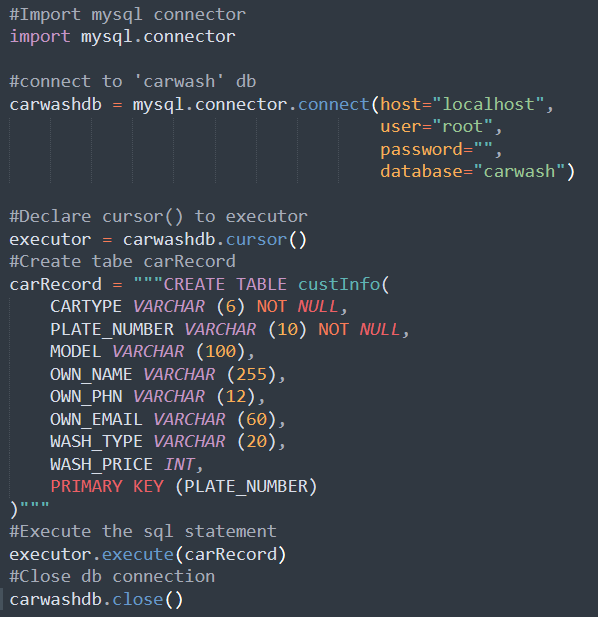 #Import mysql connector
import mysql.connector
#connect to 'carwash' db
carwashdb = mysql.connector.connect(host="localhost",
user="root",
password="",
database="carwash")
#Declare cursor() to executor
executor = carwashdb.cursor()
#Create tabe carRecord
carRecord = """CREATE TABLE custInfo(
CARTYPE VARCHAR (6) NOT NULL,
PLATE_NUMBER VARCHAR (10) NOT NULL,
MODEL VARCHAR (100),
OWN_NAME VARCHAR (255),
OWN_PHN VARCHAR (12),
OWN_EMAIL VARCHAR (60),
WASH_TYPE VARCHAR (20),
WASH_PRICE INT,
PRIMARY KEY (PLATE_NUMBER)
)"""
#Execute the sql statement
executor.execute(carRecord)
#Close db connection
carwashdb.close()